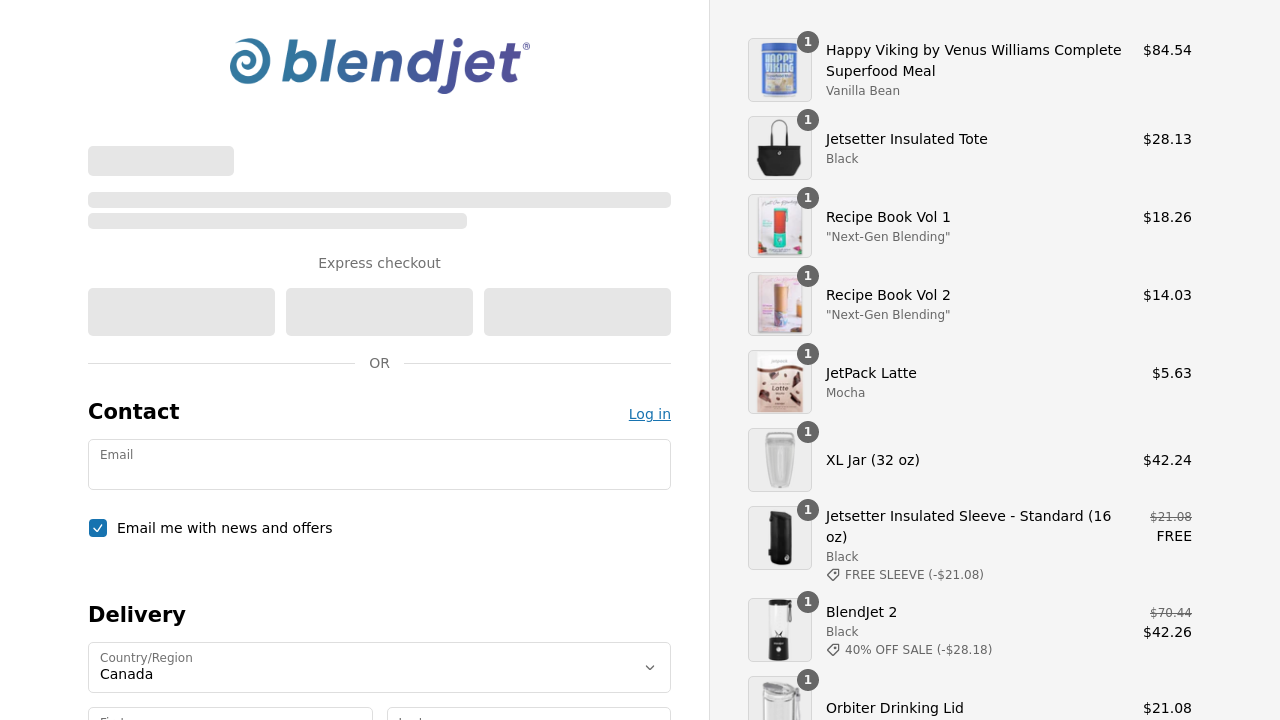 blendjet®
Express checkout
OR
Contact
Log in
Email
Email me with news and offers
Delivery
Country/Region
Canada
1
Happy Viking by Venus Williams Complete
Superfood Meal
Vanilla Bean
$84.54
1
Jetsetter Insulated Tote
Black
$28.13
1
Recipe Book Vol 1
"Next-Gen Blending"
$18.26
1
Recipe Book Vol 2
"Next-Gen Blending"
$14.03
1
JetPack Latte
Mocha
$5.63
1
XL Jar (32 oz)
$42.24
1
Jetsetter Insulated Sleeve - Standard (16
oz)
Black
FREE SLEEVE (-$21.08)
$21.08
FREE
1
BlendJet 2
Black
40% OFF SALE (-$28.18)
$70.44
$42.26
1
Orbiter Drinking Lid
$21.08